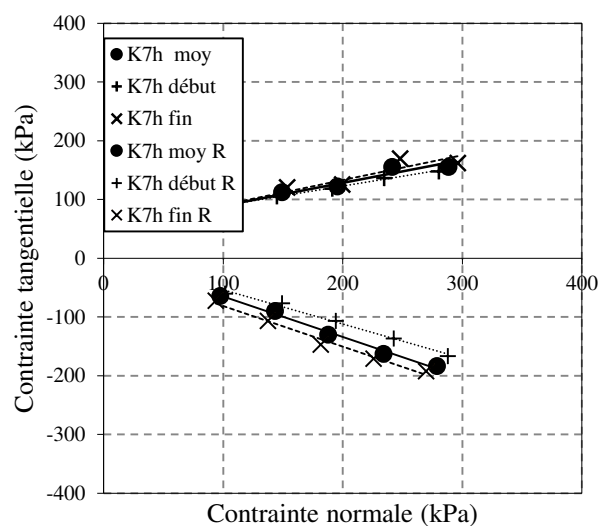 400
300
200
100
0
-100
-200
-300
-400
0 100 200 300 400
Contrainte tangentielle (kPa)
Contrainte normale (kPa)
K7h moy
K7h début
K7h fin
K7h moy R
K7h début R
K7h fin R